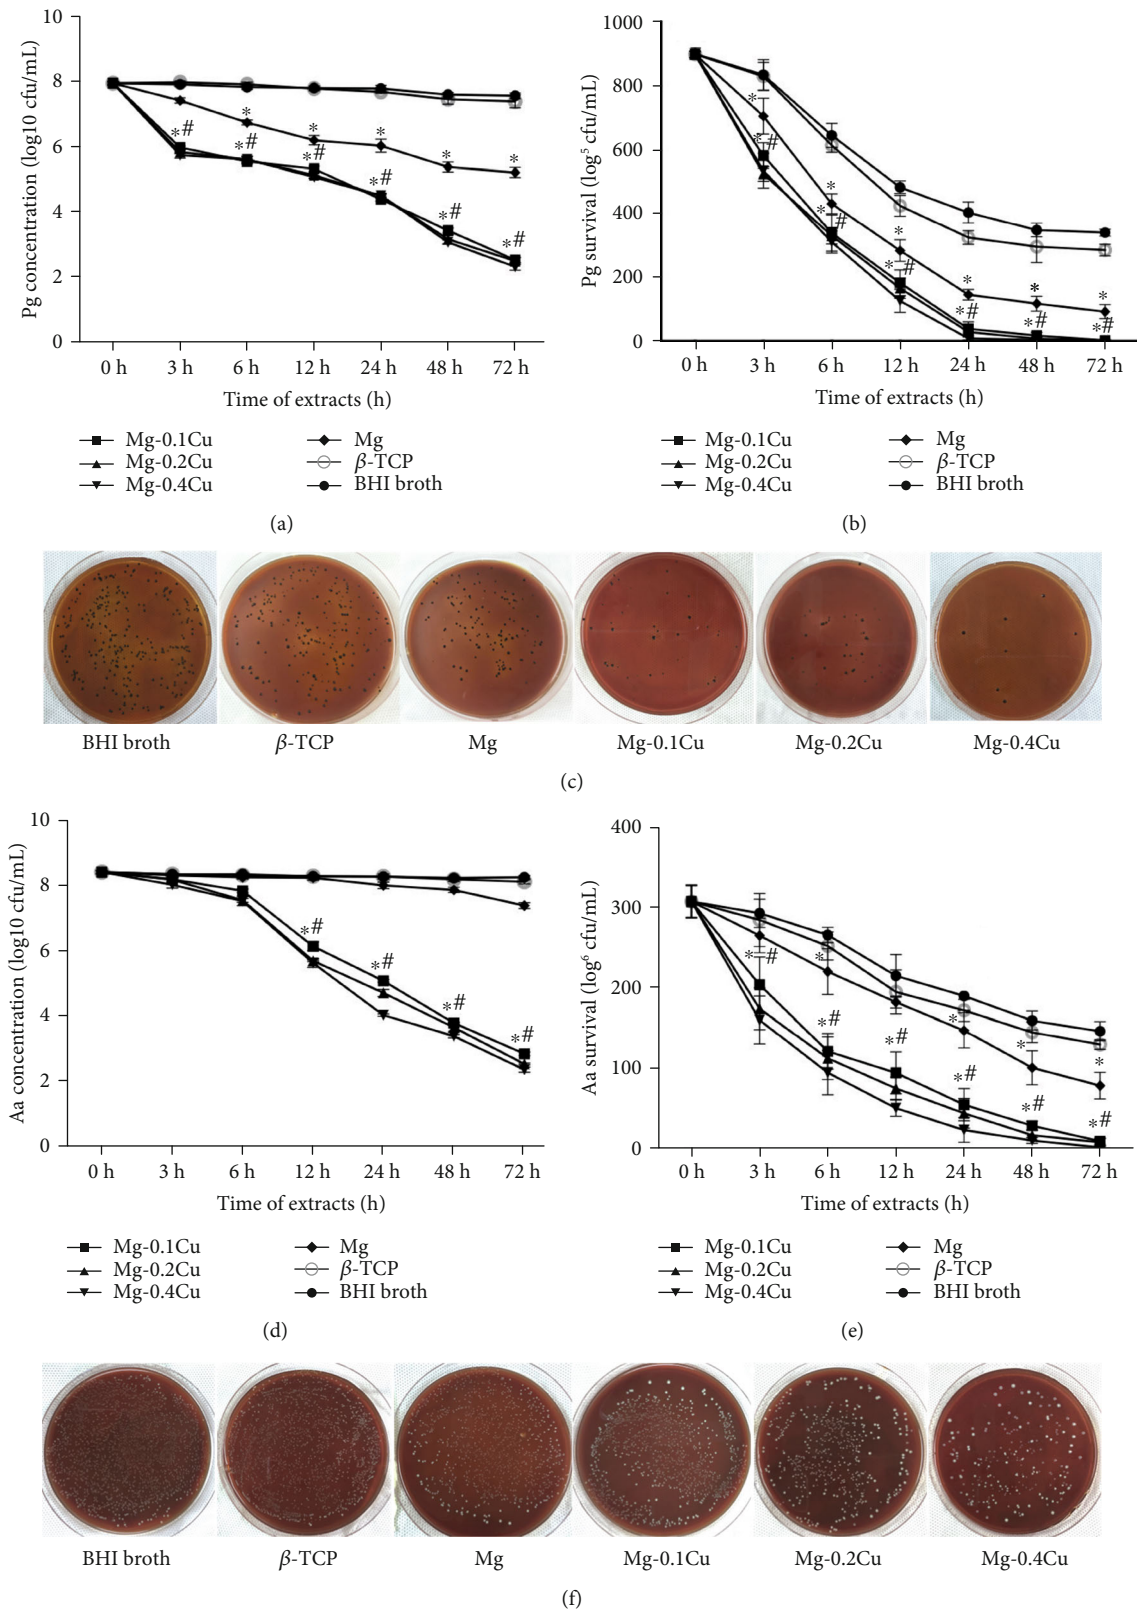 10
8
6
4
2
0
Pg concentration (log10 cfu/mL)
*
*
*
*
*
*#
*#
*#
*#
*#
*#
0 h
3 h
6 h
12 h
24 h
48 h
72 h
Time of extracts (h)
Mg-0.1Cu
Mg-0.2Cu
Mg-0.4Cu
Mg
β-TCP
BHI broth
(a)
1000
800
600
400
200
0
Pg survival (log⁵ cfu/mL)
*
*
*
*
*
*
*#
*#
*#
*#
*#
*#
0 h
3 h
6 h
12 h
24 h
48 h
72 h
Time of extracts (h)
Mg-0.1Cu
Mg-0.2Cu
Mg-0.4Cu
Mg
β-TCP
BHI broth
(b)
BHI broth
β-TCP
Mg
Mg-0.1Cu
Mg-0.2Cu
Mg-0.4Cu
(c)
10
8
6
4
2
0
Aa concentration (log10 cfu/mL)
*#
*#
*#
*#
0 h
3 h
6 h
12 h
24 h
48 h
72 h
Time of extracts (h)
Mg-0.1Cu
Mg-0.2Cu
Mg-0.4Cu
Mg
β-TCP
BHI broth
(d)
400
300
200
100
0
Aa survival (log⁶ cfu/mL)
*#
*
*
*
*
*#
*#
*#
*#
*#
0 h
3 h
6 h
12 h
24 h
48 h
72 h
Time of extracts (h)
Mg-0.1Cu
Mg-0.2Cu
Mg-0.4Cu
Mg
β-TCP
BHI broth
(e)
BHI broth
β-TCP
Mg
Mg-0.1Cu
Mg-0.2Cu
Mg-0.4Cu
(f)